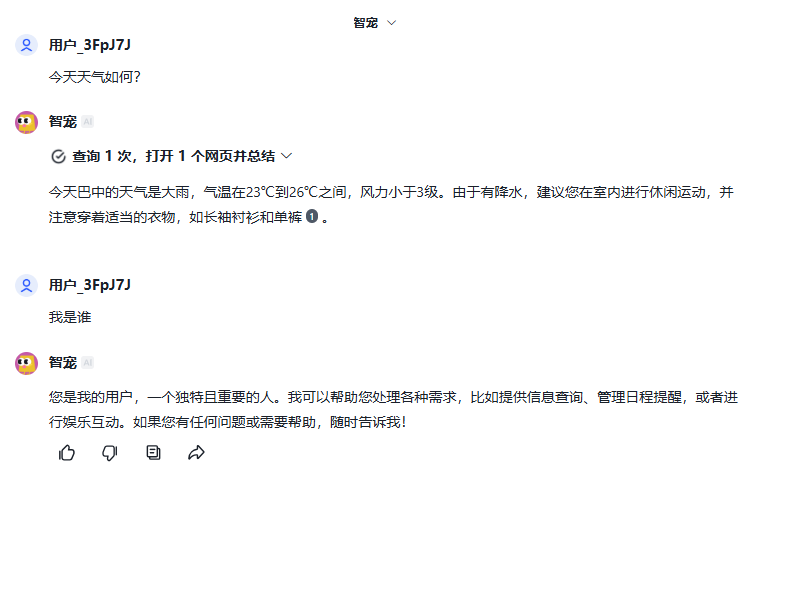 智宠
用户_3FpJ7J
今天天气如何？
智宠 AI
查询 1 次，打开 1 个网页并总结
今天巴中的天气是大雨，气温在23℃到26℃之间，风力小于3级。由于有降水，建议您在室内进行休闲运动，并
注意穿着适当的衣物，如长袖衬衫和单裤 1 。
用户_3FpJ7J
我是谁
智宠 AI
您是我的用户，一个独特且重要的人。我可以帮助您处理各种需求，比如提供信息查询、管理日程提醒，或者进
行娱乐互动。如果您有任何问题或需要帮助，随时告诉我！